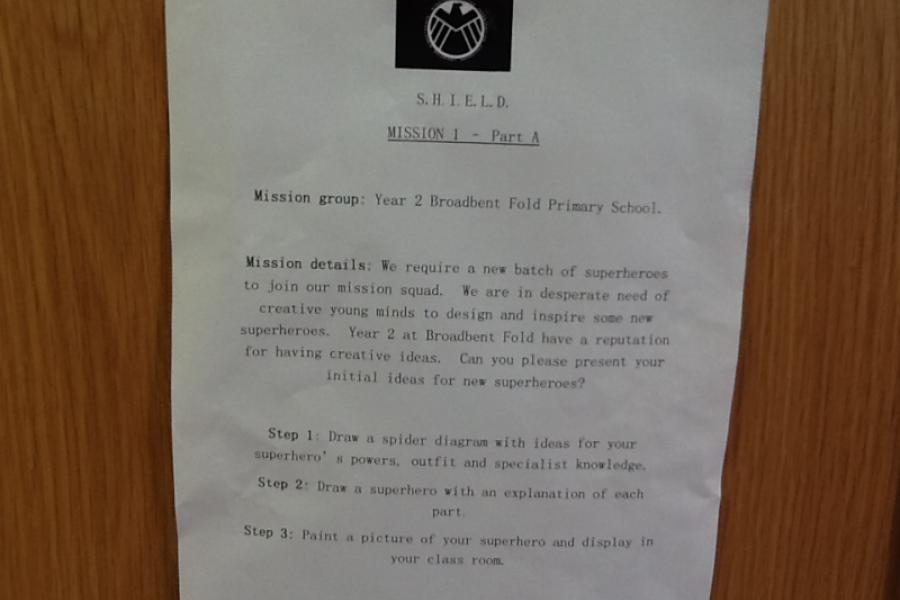 S.H.I.E.L.D.
MISSION 1 - Part A
Mission group: Year 2 Broadbent Fold Primary School.
Mission details: We require a new batch of superheroes
to join our mission squad. We are in desperate need of
creative young minds to design and inspire some new
superheroes. Year 2 at Broadbent Fold have a reputation
for having creative ideas. Can you please present your
initial ideas for new superheroes?
Step 1: Draw a spider diagram with ideas for your
superhero's powers, outfit and specialist knowledge.
Step 2: Draw a superhero with an explanation of each
part.
Step 3: Paint a picture of your superhero and display in
your class room.